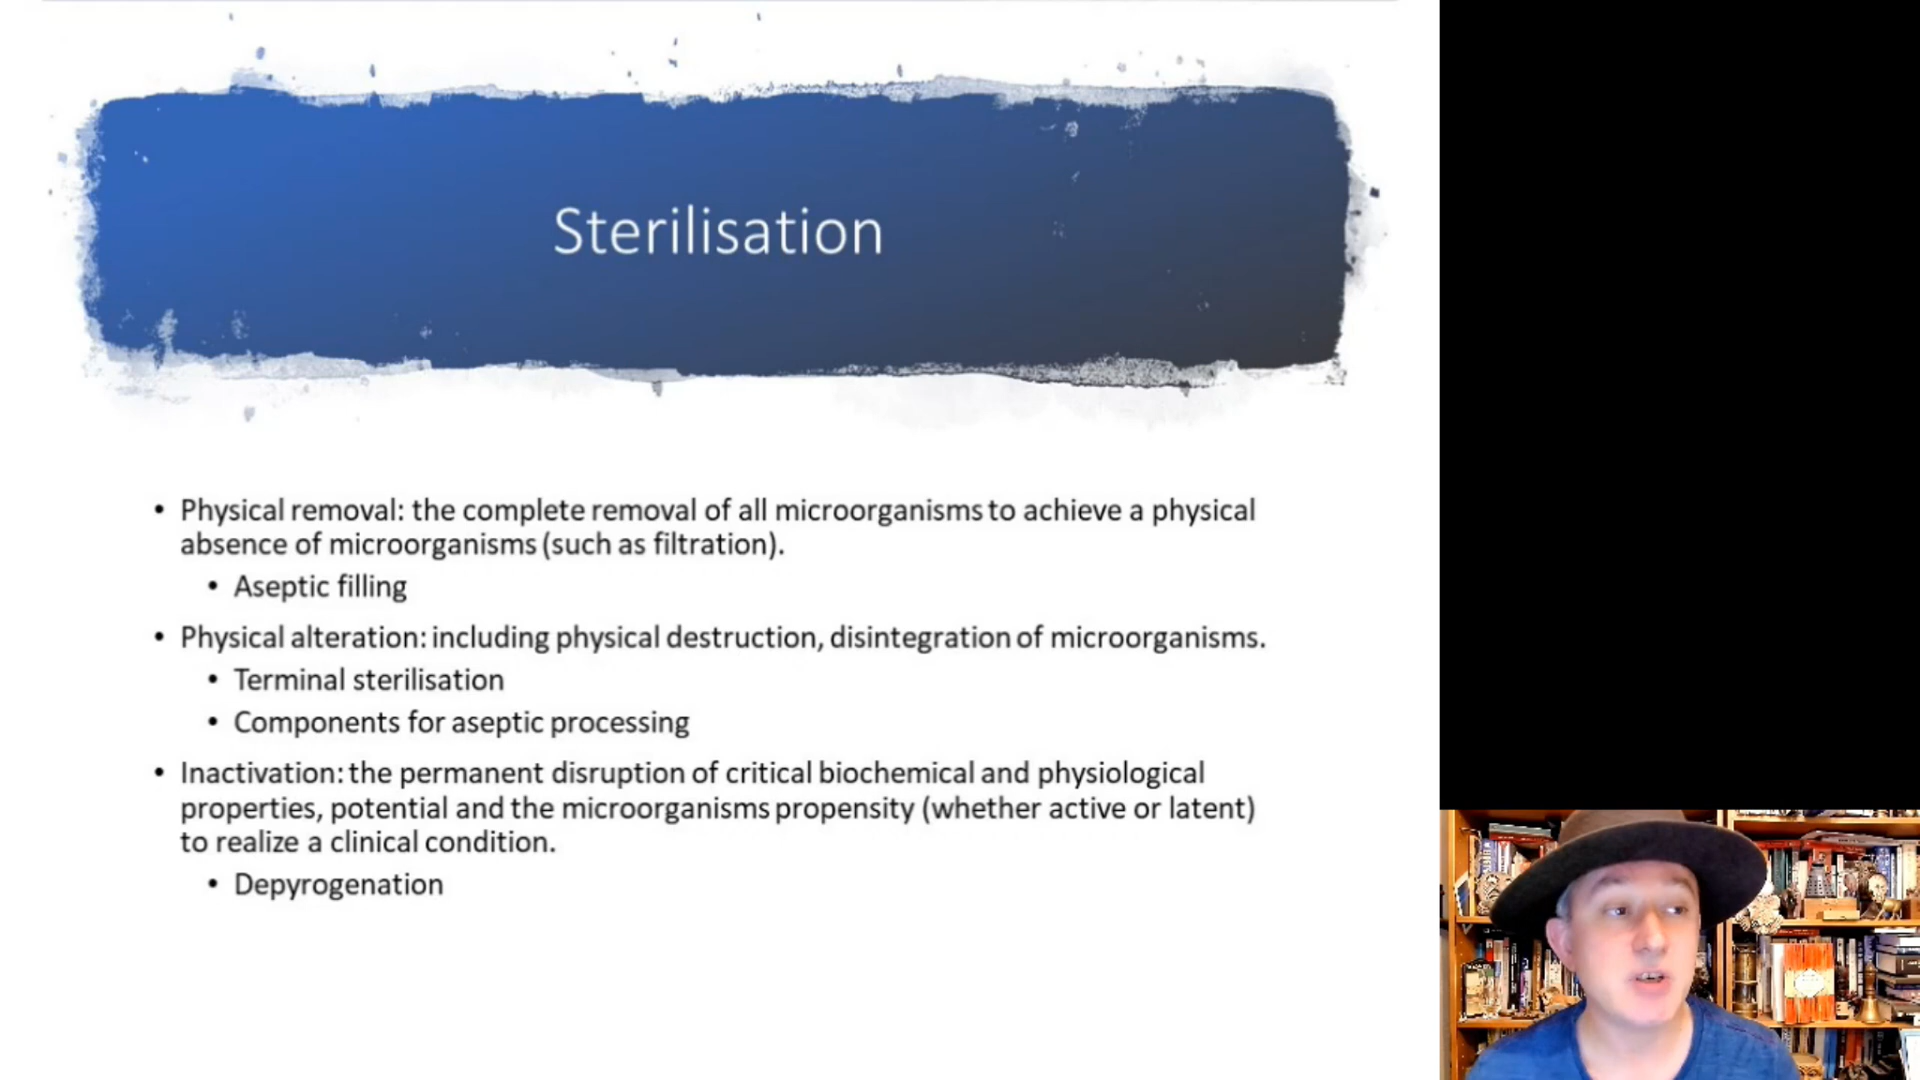 Sterilisation
• Physical removal: the complete removal of all microorganisms to achieve a physical
absence of microorganisms (such as filtration).
• Aseptic filling
• Physical alteration: including physical destruction, disintegration of microorganisms.
• Terminal sterilisation
• Components for aseptic processing
• Inactivation: the permanent disruption of critical biochemical and physiological
properties, potential and the microorganisms propensity (whether active or latent)
to realize a clinical condition.
• Depyrogenation